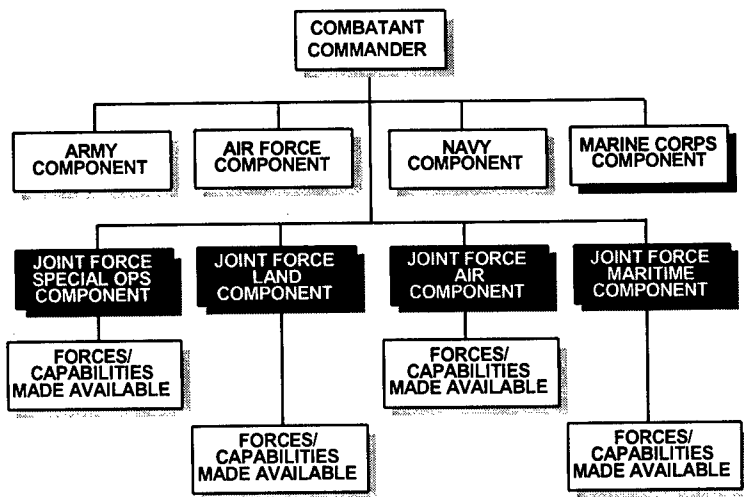 COMBATANT
COMMANDER
ARMY
COMPONENT
AIR FORCE
COMPONENT
NAVY
COMPONENT
MARINE CORPS
COMPONENT
JOINT FORCE
SPECIAL OPS
COMPONENT
JOINT FORCE
LAND
COMPONENT
JOINT FORCE
AIR
COMPONENT
JOINT FORCE
MARITIME
COMPONENT
FORCES/
CAPABILITIES
MADE AVAILABLE
FORCES/
CAPABILITIES
MADE AVAILABLE
FORCES/
CAPABILITIES
MADE AVAILABLE
FORCES/
CAPABILITIES
MADE AVAILABLE